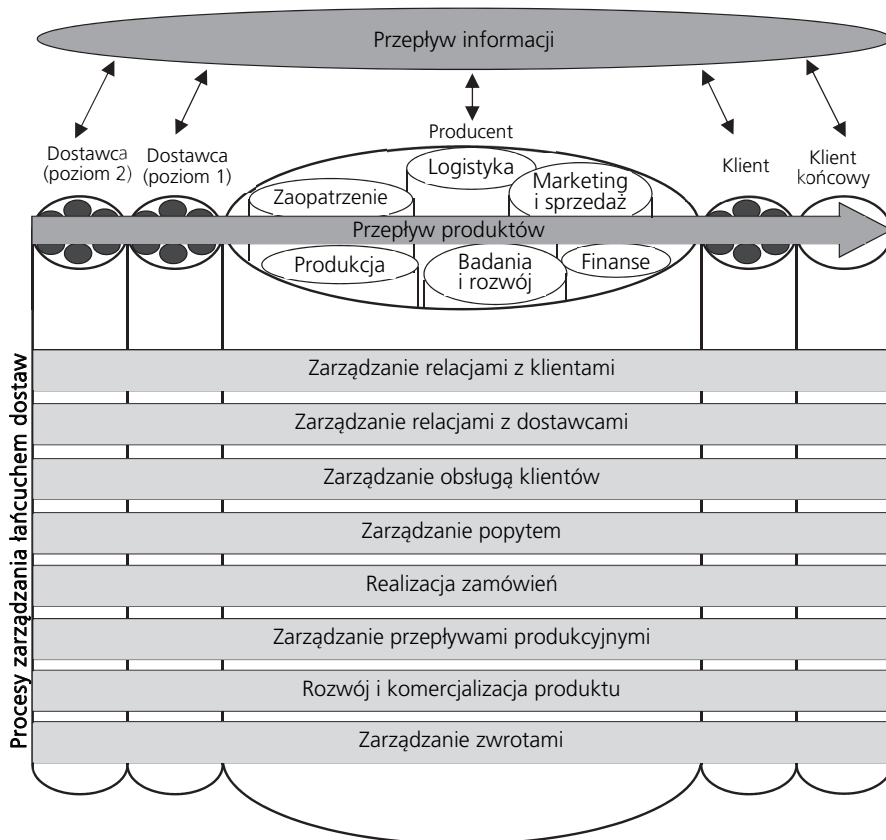 Przepływ informacji
Producent
Dostawca
(poziom 2)
Dostawca
(poziom 1)
Klient
Klient
końcowy
Logistyka
Zaopatrzenie
Marketing
i sprzedaż
Przepływ produktów
Produkcja
Badania
i rozwój
Finanse
Procesy zarządzania łańcuchem dostaw
Zarządzanie relacjami z klientami
Zarządzanie relacjami z dostawcami
Zarządzanie obsługą klientów
Zarządzanie popytem
Realizacja zamówień
Zarządzanie przepływami produkcyjnymi
Rozwój i komercjalizacja produktu
Zarządzanie zwrotami